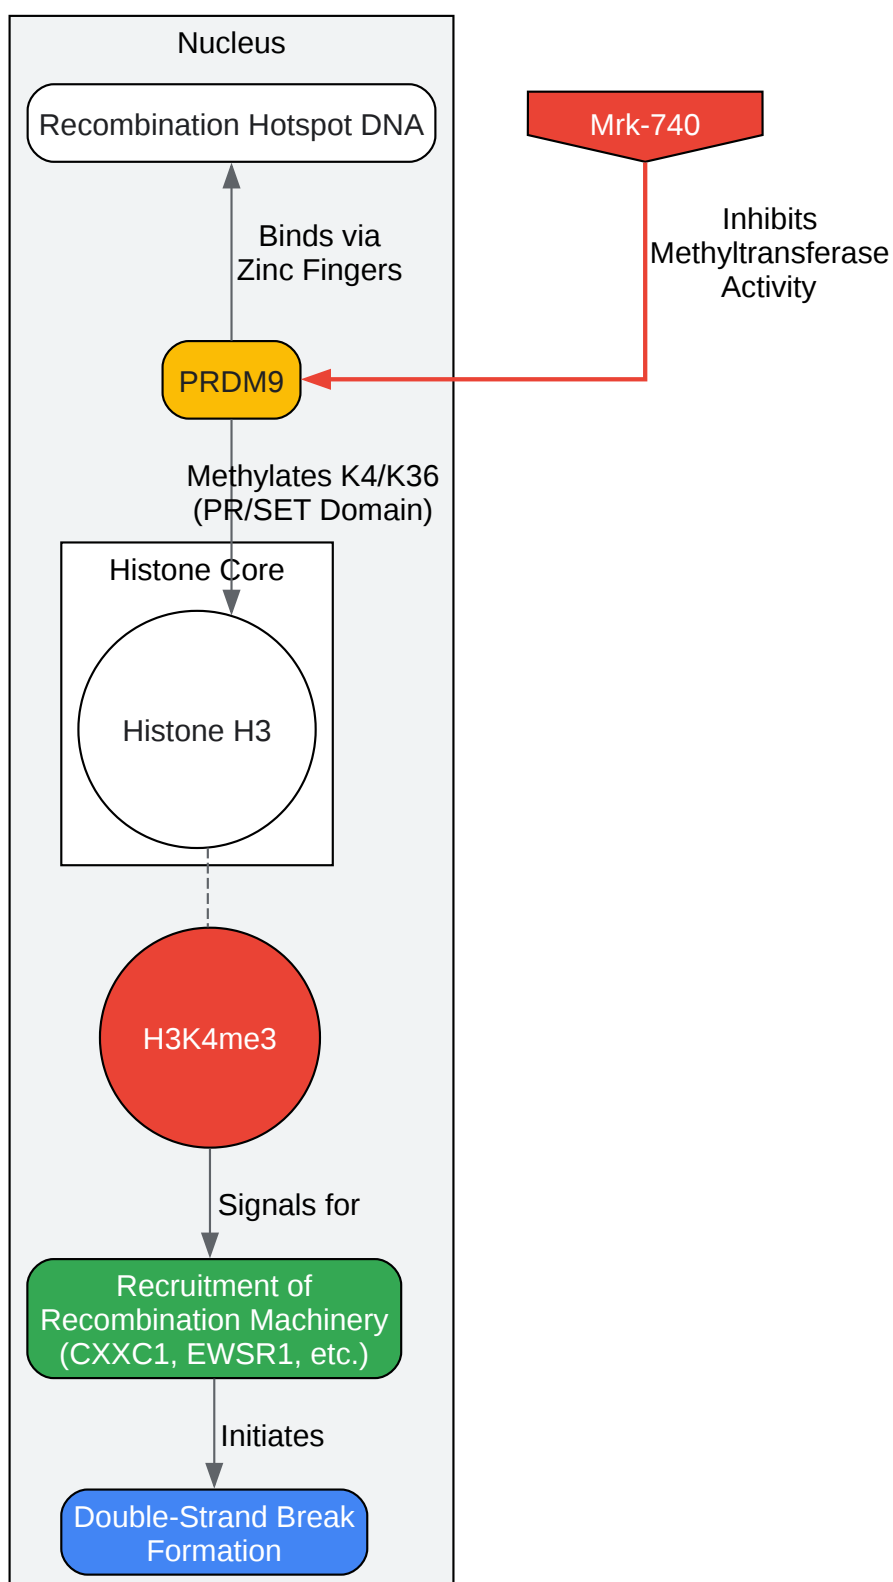 Nucleus
Recombination Hotspot DNA
Mrk-740
Inhibits
Methyltransferase
Activity
Binds via
Zinc Fingers
PRDM9
Methylates K4/K36
(PR/SET Domain)
Histone Core
Histone H3
H3K4me3
Signals for
Recruitment of
Recombination Machinery
(CXXC1, EWSR1, etc.)
Initiates
Double-Strand Break
Formation